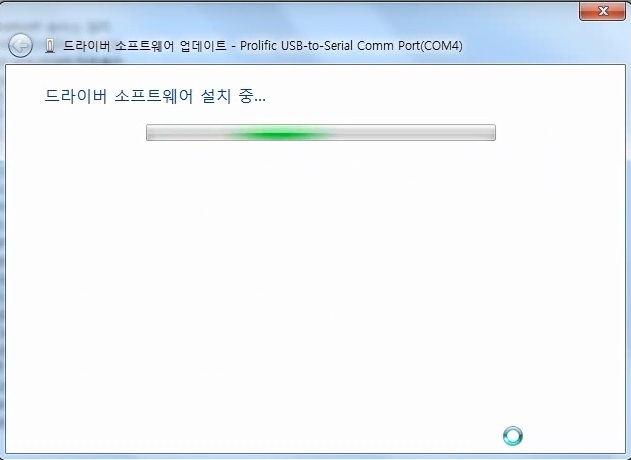 드라이버 소프트웨어 업데이트 - Prolific USB-to-Serial Comm Port(COM4)
드라이버 소프트웨어 설치 중...